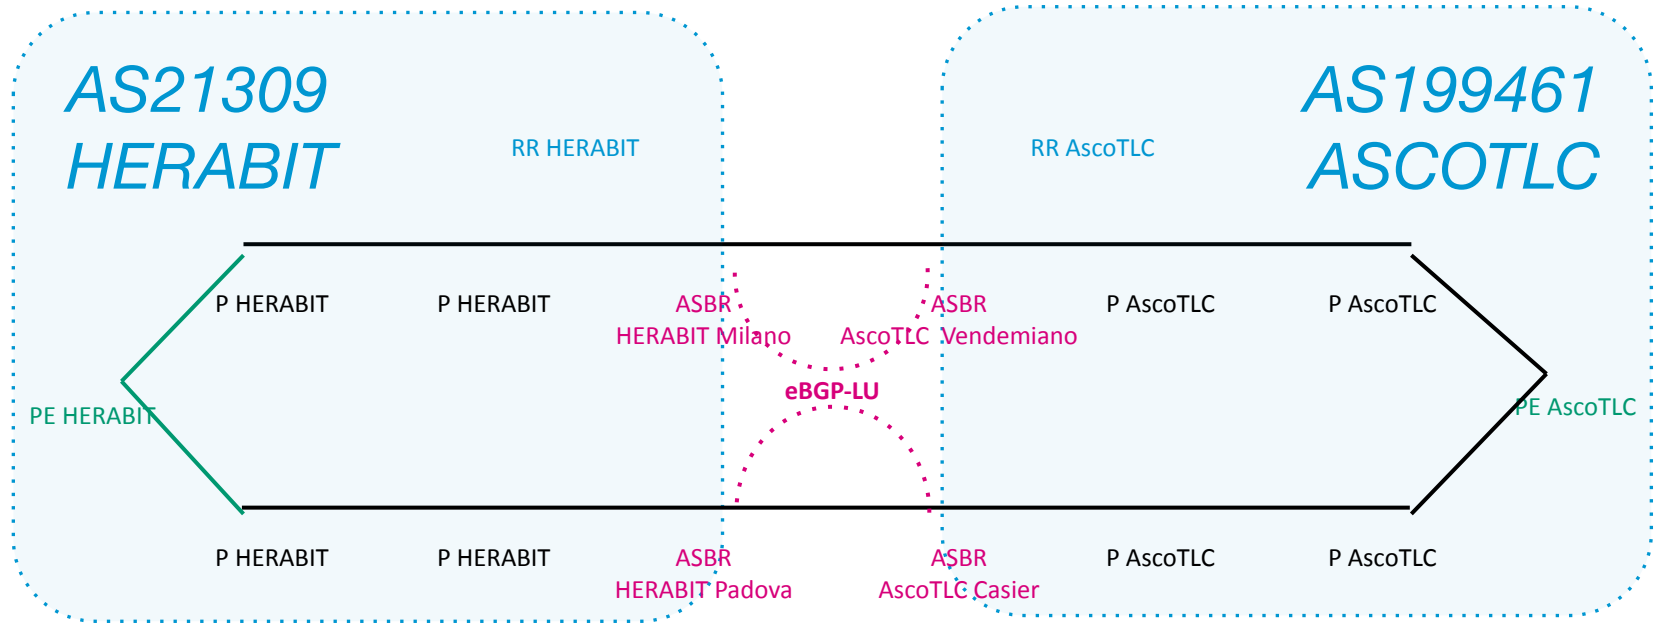 AS21309
HERABIT
AS199461
ASCOTLC
RR HERABIT
RR AscoTLC
P HERABIT
P HERABIT
ASBR
HERABIT Milano
ASBR
AscoTLC Vendemiano
P AscoTLC
P AscoTLC
eBGP-LU
PE HERABIT
PE AscoTLC
P HERABIT
P HERABIT
ASBR
HERABIT Padova
ASBR
AscoTLC Casier
P AscoTLC
P AscoTLC